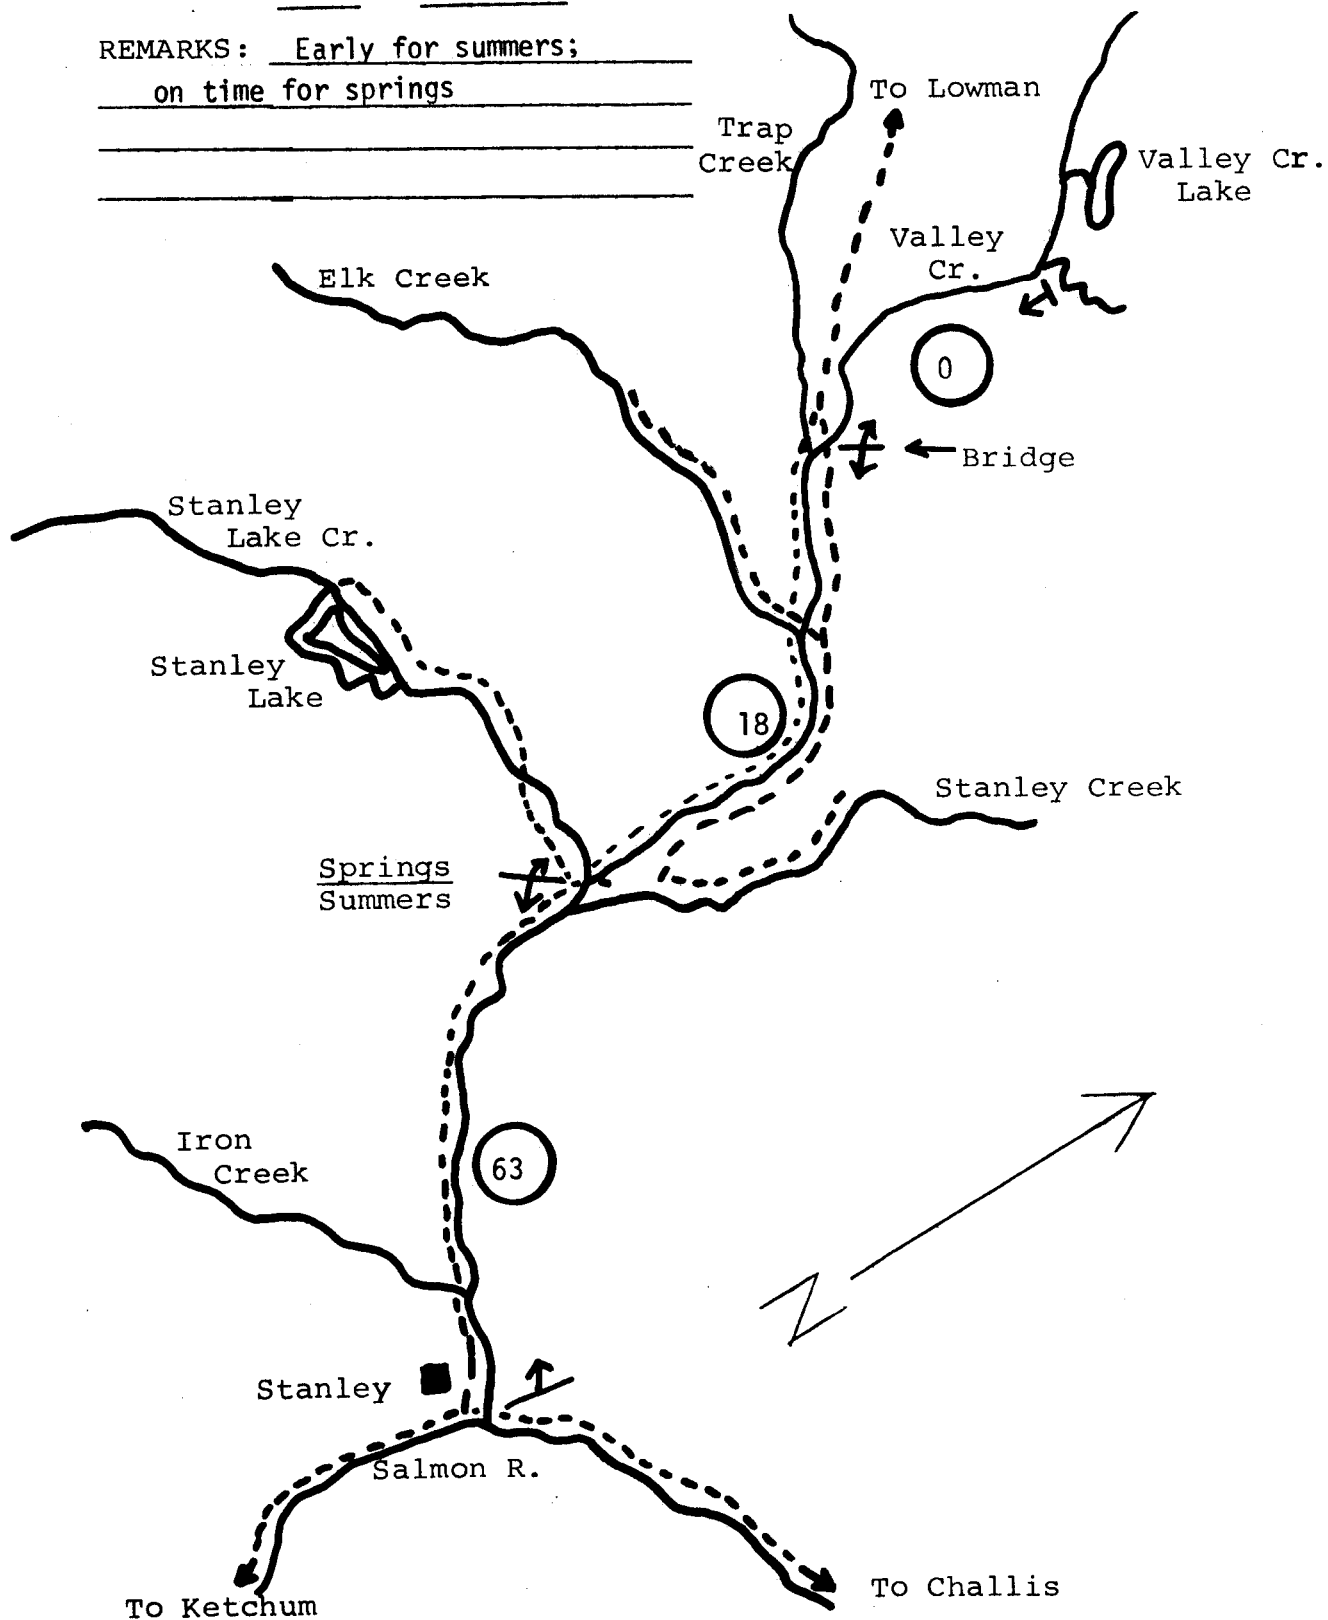 REMARKS: Early for summers;
on time for springs
To Lowman
Trap
Creek
Valley Cr.
Lake
Valley
Cr.
Elk Creek
0
Bridge
Stanley
Lake Cr.
Stanley
Lake
18
Stanley Creek
Springs
Summers
Iron
Creek
63
N
Stanley
Salmon R.
To Challis
To Ketchum